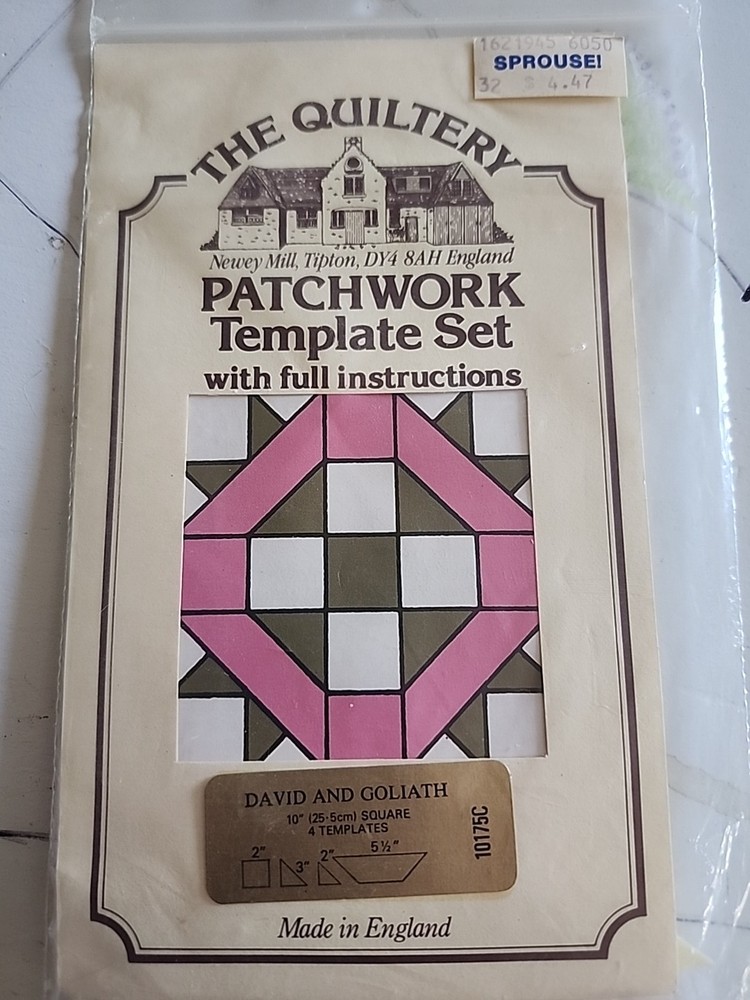 1621945 6050
SPROUSE!
32 $ 4.47
THE QUILTERY
Newey Mill, Tipton, DY4 8AH England
PATCHWORK
Template Set
with full instructions
DAVID AND GOLIATH
10" (25·5cm) SQUARE
4 TEMPLATES
2" 3" 2" 5½"
10175C
Made in England